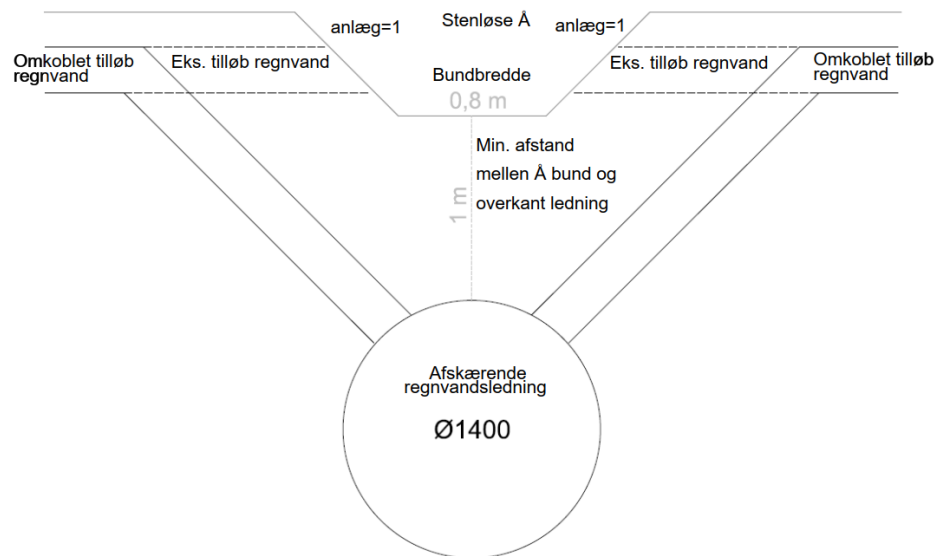 Stenløse Å
anlæg=1
anlæg=1
Omkoblet tilløb
regnvand
Eks. tilløb regnvand
Bundbredde
0,8 m
Eks. tilløb regnvand
Omkoblet tilløb
regnvand
Min. afstand
mellen Å bund og
overkant ledning
1 m
Afskærende
regnvandsledning
Ø1400